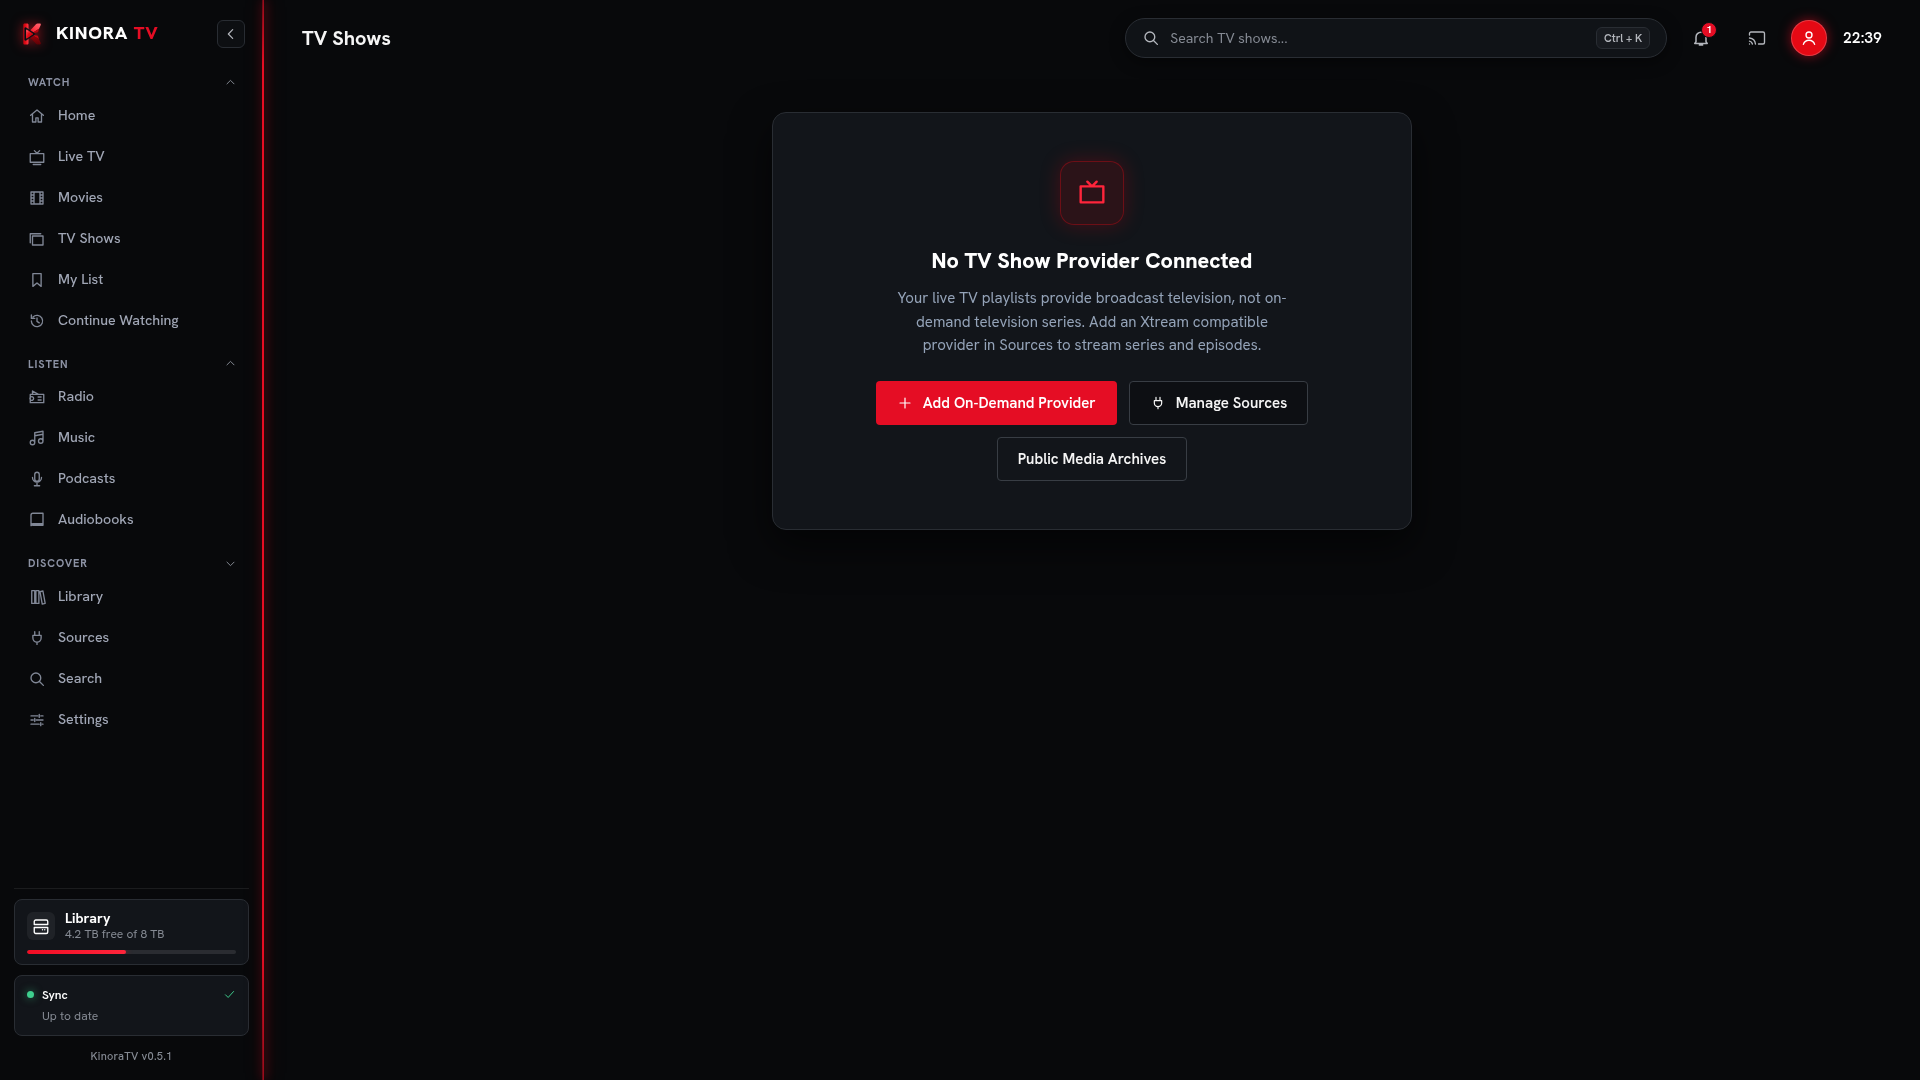 KINORA TV
WATCH
Home
Live TV
Movies
TV Shows
My List
Continue Watching
LISTEN
Radio
Music
Podcasts
Audiobooks
DISCOVER
Library
Sources
Search
Settings
Library
4.2 TB free of 8 TB
Sync
Up to date
KinoraTV v0.5.1
TV Shows
Search TV shows...
Ctrl + K
1
22:39
No TV Show Provider Connected
Your live TV playlists provide broadcast television, not on-
demand television series. Add an Xtream compatible
provider in Sources to stream series and episodes.
Add On-Demand Provider
Manage Sources
Public Media Archives